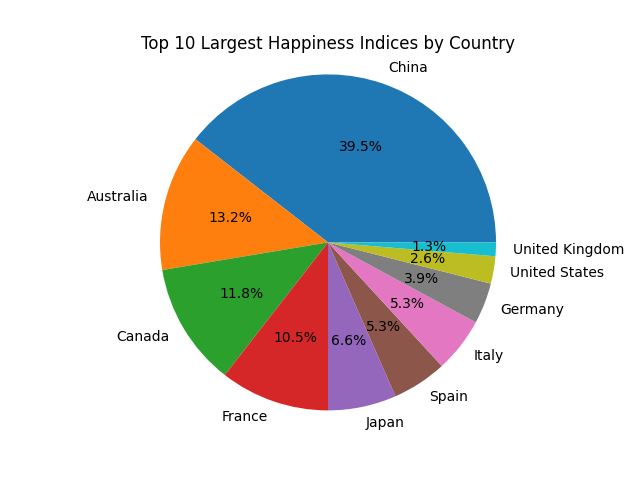 Top 10 Largest Happiness Indices by Country
China
39.5%
Australia
13.2%
Canada
11.8%
France
10.5%
Japan
6.6%
Spain
5.3%
Italy
5.3%
Germany
3.9%
United States
2.6%
United Kingdom
1.3%